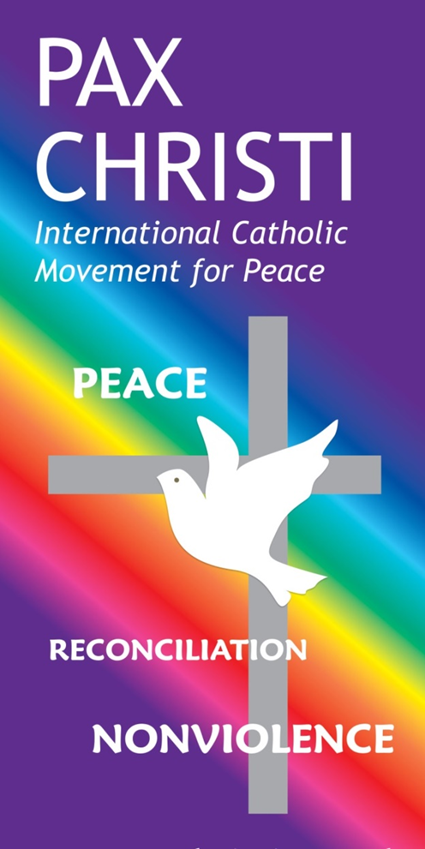 PAX
CHRISTI
International Catholic
Movement for Peace
PEACE
RECONCILIATION
NONVIOLENCE